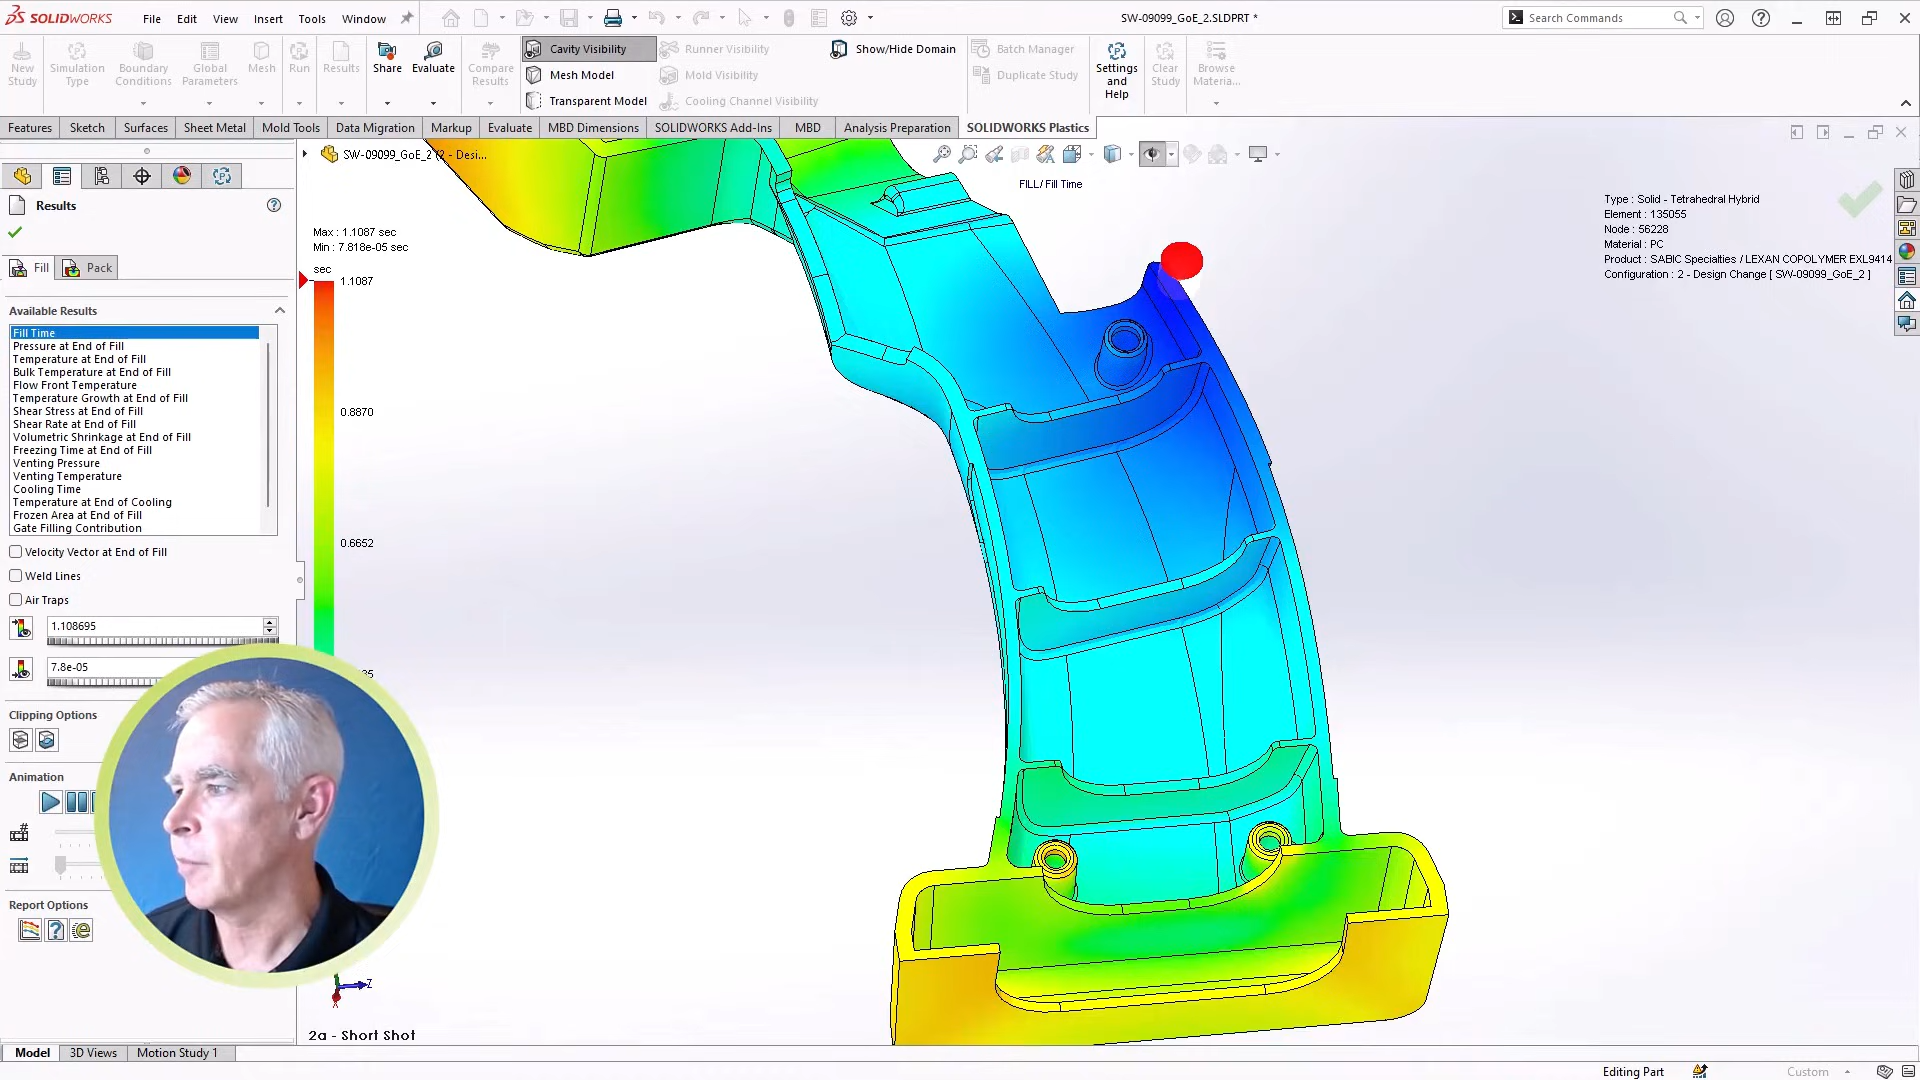 SOLIDWORKS
File Edit View Insert Tools Window
SW-09099_GoE_2.SLDPRT *
Search Commands
New Study
Simulation Type
Boundary Conditions
Global Parameters
Mesh
Run
Results
Share
Evaluate
Compare Results
Cavity Visibility
Mesh Model
Transparent Model
Runner Visibility
Mold Visibility
Cooling Channel Visibility
Show/Hide Domain
Batch Manager
Duplicate Study
Settings and Help
Clear Study
Browse Materia...
Features Sketch Surfaces Sheet Metal Mold Tools Data Migration Markup Evaluate MBD Dimensions SOLIDWORKS Add-Ins MBD Analysis Preparation SOLIDWORKS Plastics
SW-09099_GoE_2 (2 - Desi...
FILL/ Fill Time
Type : Solid - Tetrahedral Hybrid
Element : 135055
Node : 56228
Material : PC
Product : SABIC Specialties / LEXAN COPOLYMER EXL9414
Configuration : 2 - Design Change [ SW-09099_GoE_2 ]
Results
Fill
Pack
Available Results
Fill Time
Pressure at End of Fill
Temperature at End of Fill
Bulk Temperature at End of Fill
Flow Front Temperature
Temperature Growth at End of Fill
Shear Stress at End of Fill
Shear Rate at End of Fill
Volumetric Shrinkage at End of Fill
Freezing Time at End of Fill
Venting Pressure
Venting Temperature
Cooling Time
Temperature at End of Cooling
Frozen Area at End of Fill
Gate Filling Contribution
Velocity Vector at End of Fill
Weld Lines
Air Traps
1.108695
7.8e-05
Clipping Options
Animation
Report Options
Max : 1.1087 sec
Min : 7.818e-05 sec
sec
1.1087
0.8870
0.6652
Z
X
2a - Short Shot
Model 3D Views Motion Study 1
Editing Part
Custom